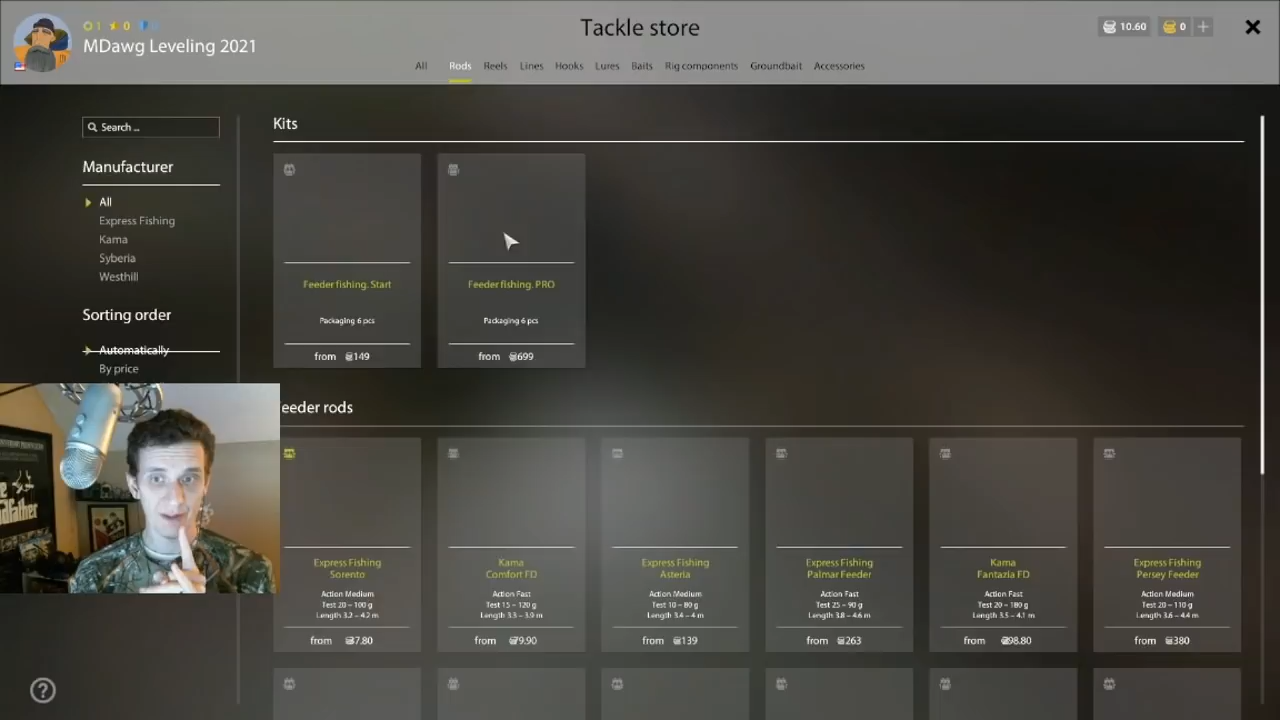 1 0
MDawg Leveling 2021
Tackle store
10.60
0
All Rods Reels Lines Hooks Lures Baits Rig components Groundbait Accessories
Search ...
Manufacturer
All
Express Fishing
Kama
Syberia
Westhill
Sorting order
Automatically
By price
Kits
Feeder fishing. Start
Packaging 6 pcs
from 149
Feeder fishing. PRO
Packaging 6 pcs
from 699
eeder rods
Express Fishing
Sorento
Action Medium
Test 20 – 100 g
Length 3.2 – 4.2 m
from 37.80
Kama
Comfort FD
Action Fast
Test 15 – 120 g
Length 3.3 – 3.9 m
from 79.90
Express Fishing
Asteria
Action Medium
Test 10 – 80 g
Length 3.4 – 4 m
from 139
Express Fishing
Palmar Feeder
Action Fast
Test 25 – 90 g
Length 3.8 – 4.6 m
from 263
Kama
Fantazia FD
Action Fast
Test 20 – 180 g
Length 3.5 – 4.1 m
from 298.80
Express Fishing
Persey Feeder
Action Medium
Test 20 – 110 g
Length 3.6 – 4.4 m
from 380
dfather